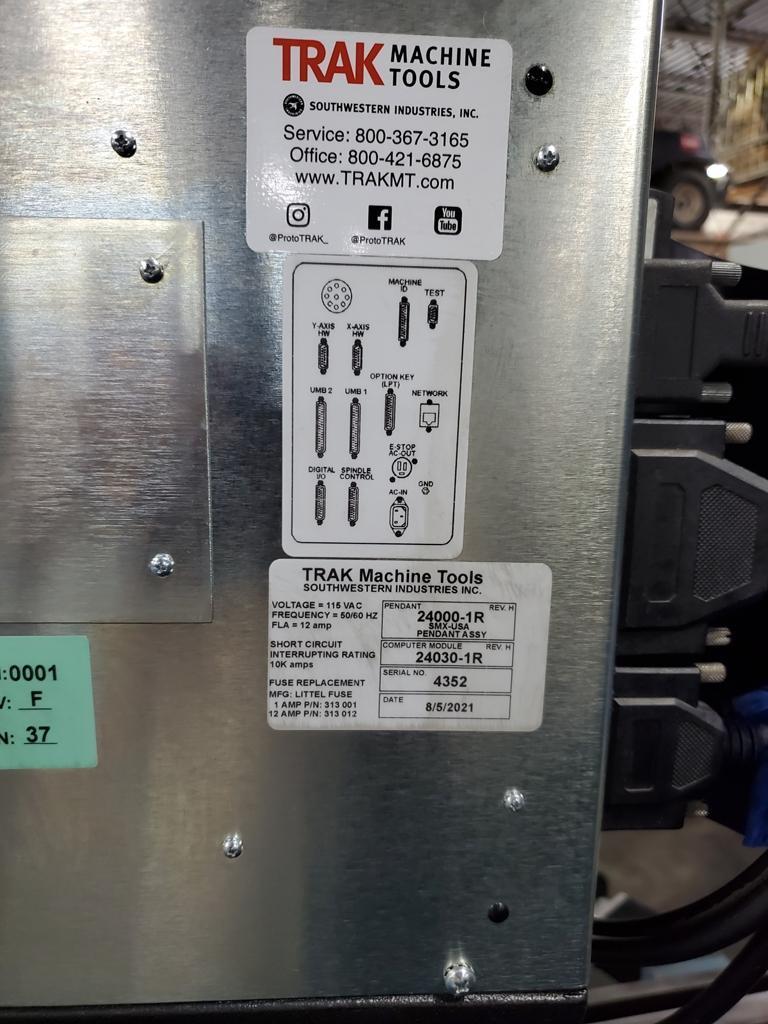 TRAK MACHINE TOOLS
SOUTHWESTERN INDUSTRIES, INC.
Service: 800-367-3165
Office: 800-421-6875
www.TRAKMT.com
You Tube
@ProtoTRAK_ @ProtoTRAK
MACHINE ID
TEST
Y-AXIS HW
X-AXIS HW
OPTION KEY (LPT)
NETWORK
UMB 2
UMB 1
E-STOP AC-OUT
DIGITAL I/O
SPINDLE CONTROL
GND
AC-IN
TRAK Machine Tools
SOUTHWESTERN INDUSTRIES INC.
VOLTAGE = 115 VAC
FREQUENCY = 50/60 HZ
FLA = 12 amp
SHORT CIRCUIT
INTERRUPTING RATING
10K amps
FUSE REPLACEMENT
MFG: LITTEL FUSE
1 AMP P/N: 313 001
12 AMP P/N: 313 012
PENDANT REV. H
24000-1R
SMX-USA
PENDANT ASSY
COMPUTER MODULE REV. H
24030-1R
SERIAL NO.
4352
DATE
8/5/2021
:0001
: F
N: 37